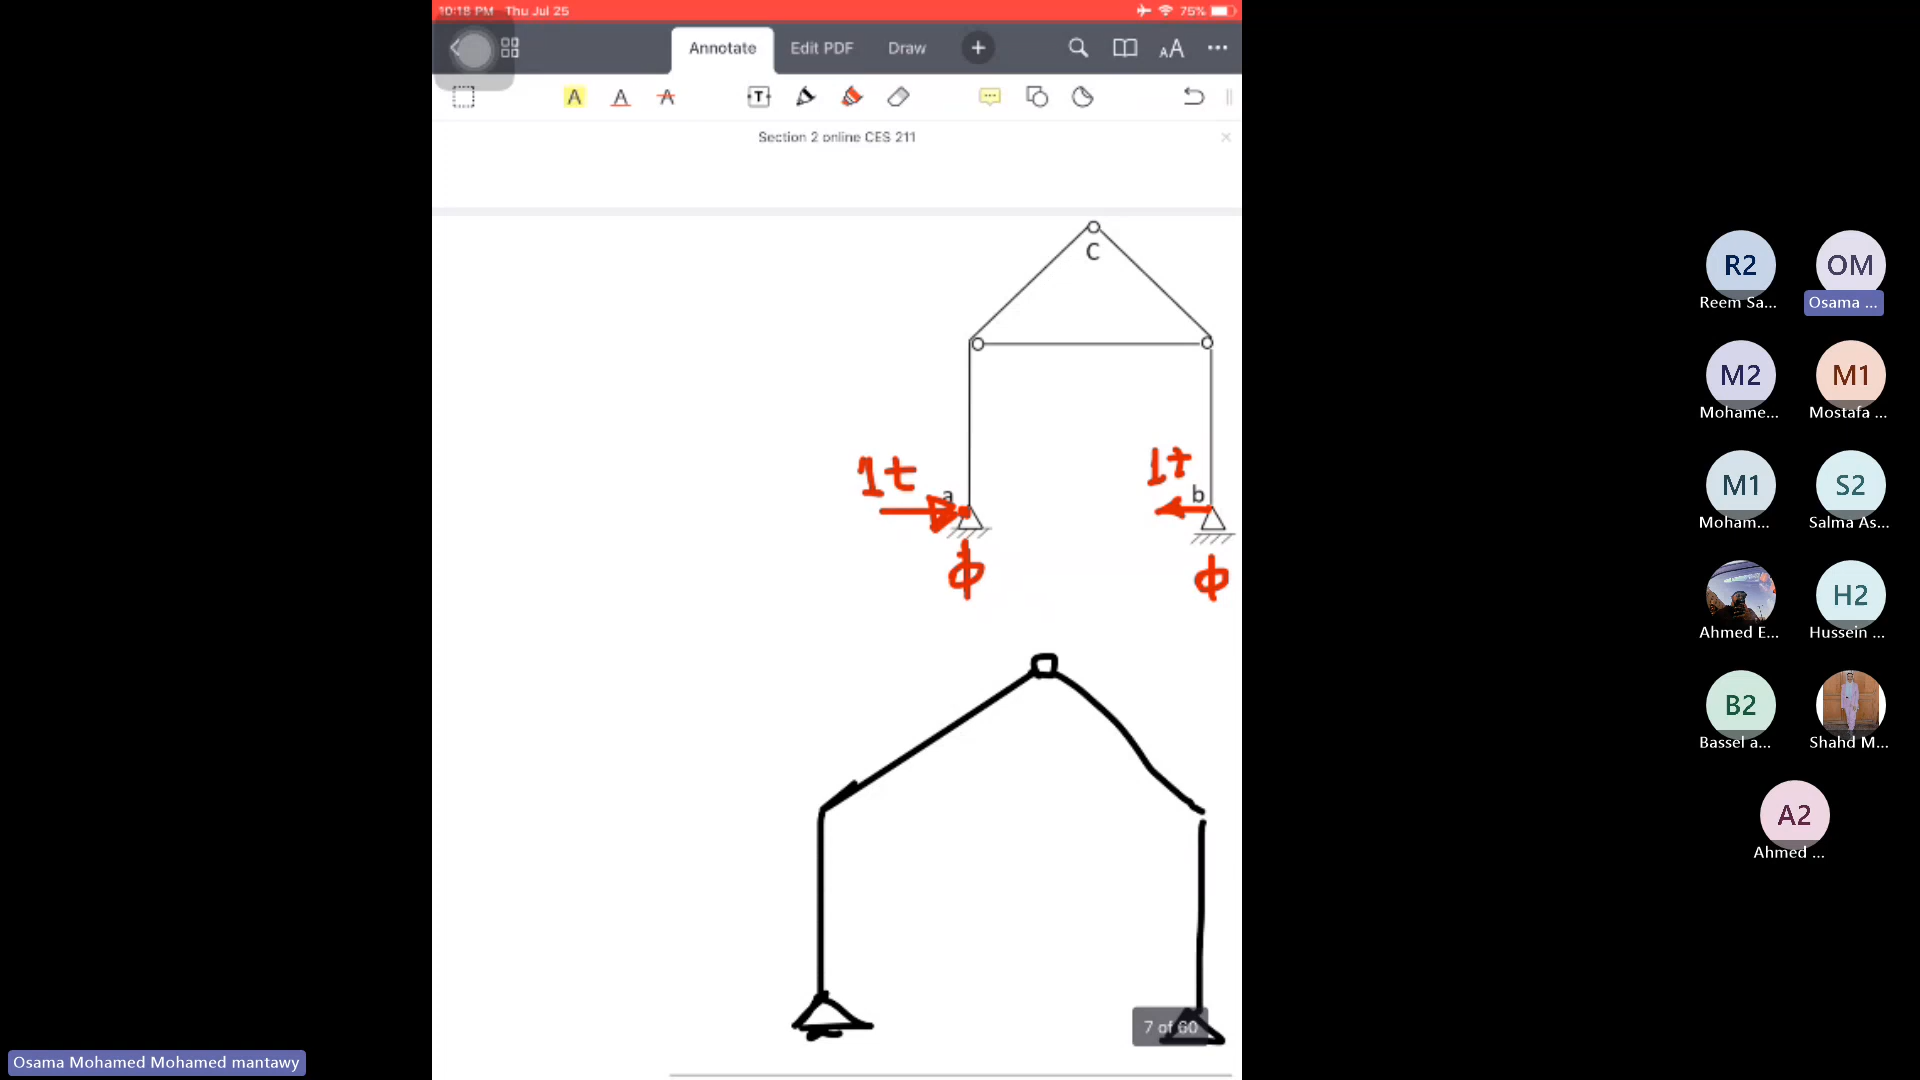 10:18 PM Thu Jul 25
75%
Annotate Edit PDF Draw
AA
A A A T
Section 2 online CES 211
C
1t
a
1t
b
ϕ
ϕ
7 of 60
R2
Reem Sa...
OM
Osama ...
M2
Mohame...
M1
Mostafa ...
M1
Moham...
S2
Salma As...
Ahmed E...
H2
Hussein ...
B2
Bassel a...
Shahd M...
A2
Ahmed ...
Osama Mohamed Mohamed mantawy